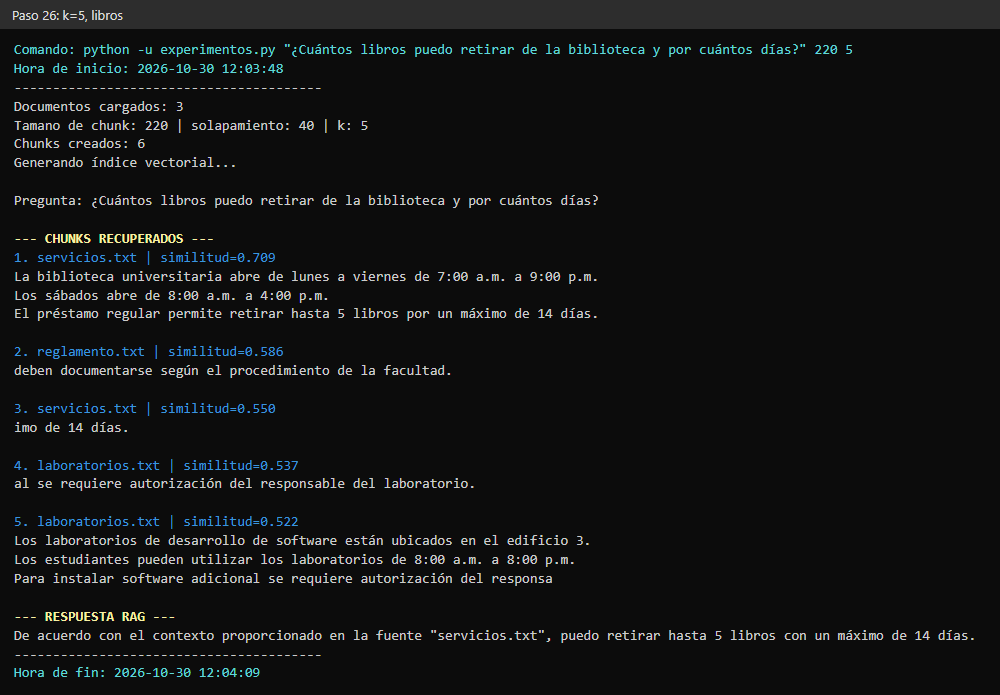 Paso 26: k=5, libros
Comando: python -u experimentos.py "¿Cuántos libros puedo retirar de la biblioteca y por cuántos días?" 220 5
Hora de inicio: 2026-10-30 12:03:48
----------------------------------------
Documentos cargados: 3
Tamano de chunk: 220 | solapamiento: 40 | k: 5
Chunks creados: 6
Generando índice vectorial...
Pregunta: ¿Cuántos libros puedo retirar de la biblioteca y por cuántos días?
--- CHUNKS RECUPERADOS ---
1. servicios.txt | similitud=0.709
La biblioteca universitaria abre de lunes a viernes de 7:00 a.m. a 9:00 p.m.
Los sábados abre de 8:00 a.m. a 4:00 p.m.
El préstamo regular permite retirar hasta 5 libros por un máximo de 14 días.
2. reglamento.txt | similitud=0.586
deben documentarse según el procedimiento de la facultad.
3. servicios.txt | similitud=0.550
imo de 14 días.
4. laboratorios.txt | similitud=0.537
al se requiere autorización del responsable del laboratorio.
5. laboratorios.txt | similitud=0.522
Los laboratorios de desarrollo de software están ubicados en el edificio 3.
Los estudiantes pueden utilizar los laboratorios de 8:00 a.m. a 8:00 p.m.
Para instalar software adicional se requiere autorización del responsa
--- RESPUESTA RAG ---
De acuerdo con el contexto proporcionado en la fuente "servicios.txt", puedo retirar hasta 5 libros con un máximo de 14 días.
----------------------------------------
Hora de fin: 2026-10-30 12:04:09